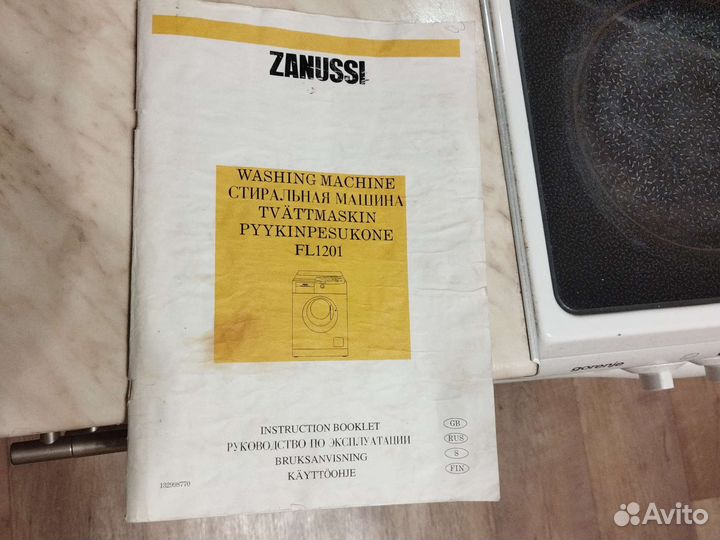 ZANUSSI
WASHING MACHINE
СТИРАЛЬНАЯ МАШИНА
TVÄTTMASKIN
PYYKINPESUKONE
FL1201
INSTRUCTION BOOKLET
РУКОВОДСТВО ПО ЭКСПЛУАТАЦИИ
BRUKSANVISNING
KÄYTTÖOHJE
GB
RUS
S
FIN
132998770
gorenje
Avito